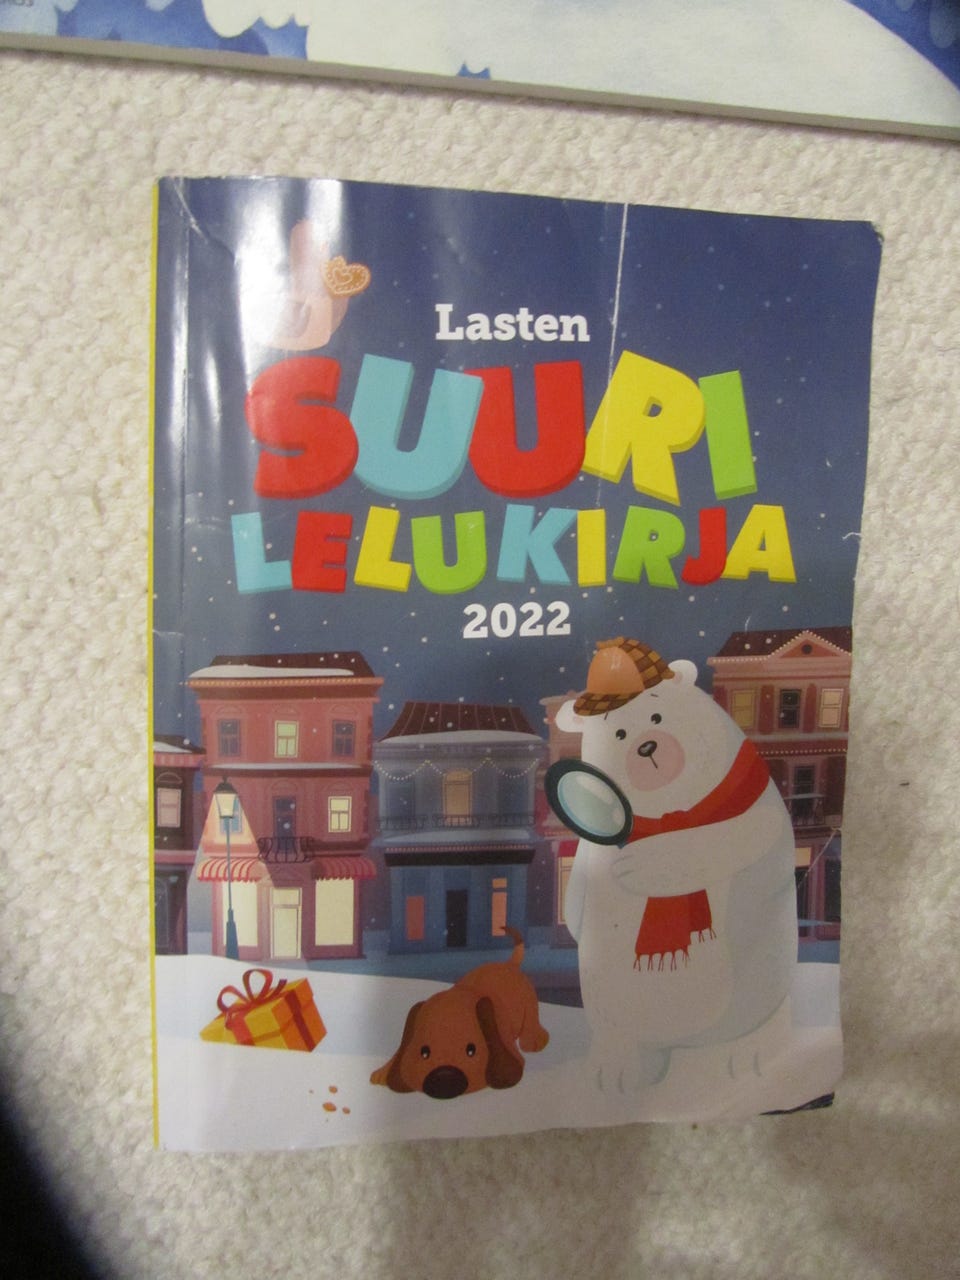 Lasten
SUURI
LELUKIRJA
2022